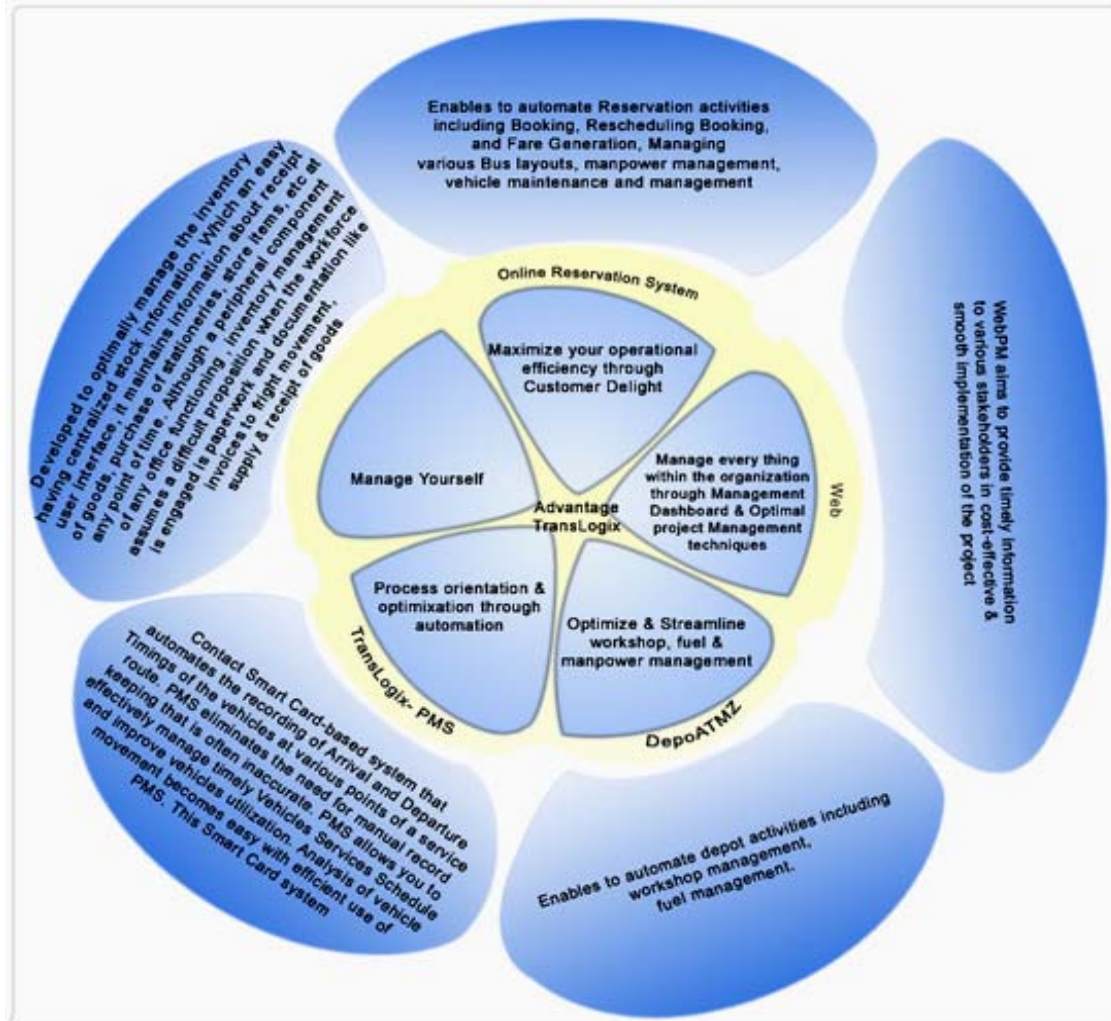 Enables to automate Reservation activities
including Booking, Rescheduling Booking,
and Fare Generation, Managing
various Bus layouts, manpower management,
vehicle maintenance and management
Developed to optimally manage the inventory
having centralized stock information. Which an easy
user interface, it maintains information about receipt
of goods, purchase of stationeries, store items, etc at
any point of time. Although a peripheral component
of any office functioning , inventory management
assumes a difficult proposition when the workforce
is engaged is paperwork and documentation like
invoices to fright movement,
supply & receipt of goods
WebPM aims to provide timely information
to various stakeholders in cost-effective &
smooth implementation of the project
Online Reservation System
Maximize your operational
efficiency through
Customer Delight
Manage Yourself
Manage every thing
within the organization
through Management
Dashboard & Optimal
project Management
techniques
Web
Advantage
TransLogix
Process orientation &
optimixation through
automation
Optimize & Streamline
workshop, fuel &
manpower management
TransLogix- PMS
DepoATMZ
Contact Smart Card-based system that
automates the recording of Arrival and Departure
Timings of the vehicles at various points of a service
route. PMS eliminates the need for manual record
keeping that is often inaccurate. PMS allows you to
effectively manage timely Vehicles Services Schedule
and improve vehicles utilization. Analysis of vehicle
movement becomes easy with efficient use of
PMS. This Smart Card system
Enables to automate depot activities including
workshop management,
fuel management.